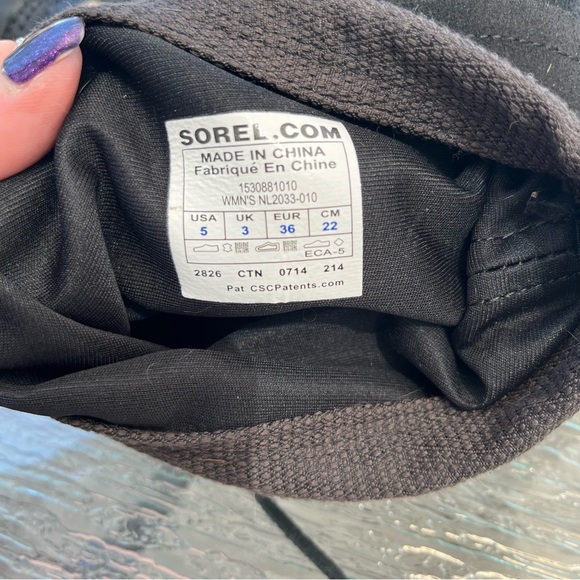 SOREL.COM
MADE IN CHINA
Fabriqué En Chine
1530881010
WMN'S NL2033-010
USA UK EUR CM
5 3 36 22
ECA-5
2826 CTN 0714 214
Pat CSCPatents.com